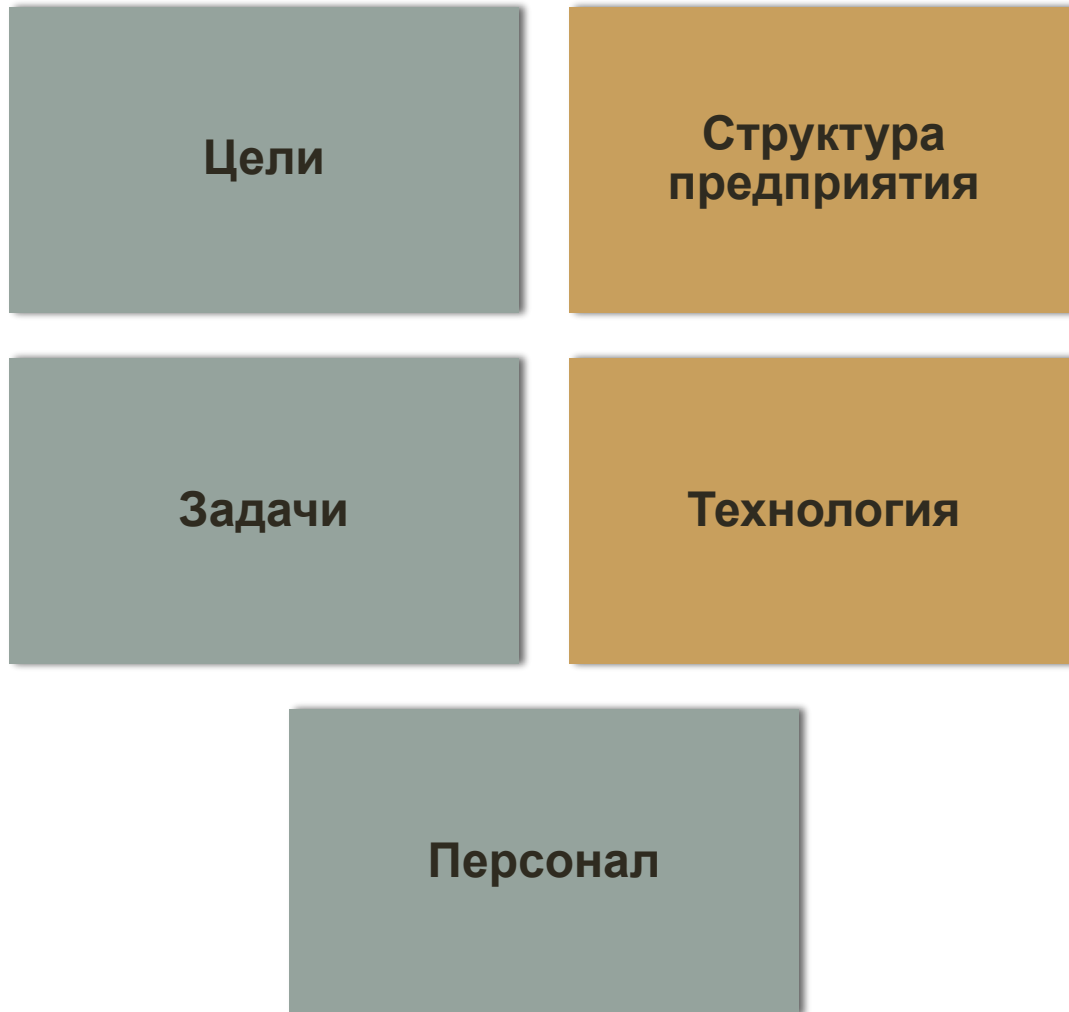 Цели
Структура
предприятия
Задачи
Технология
Персонал